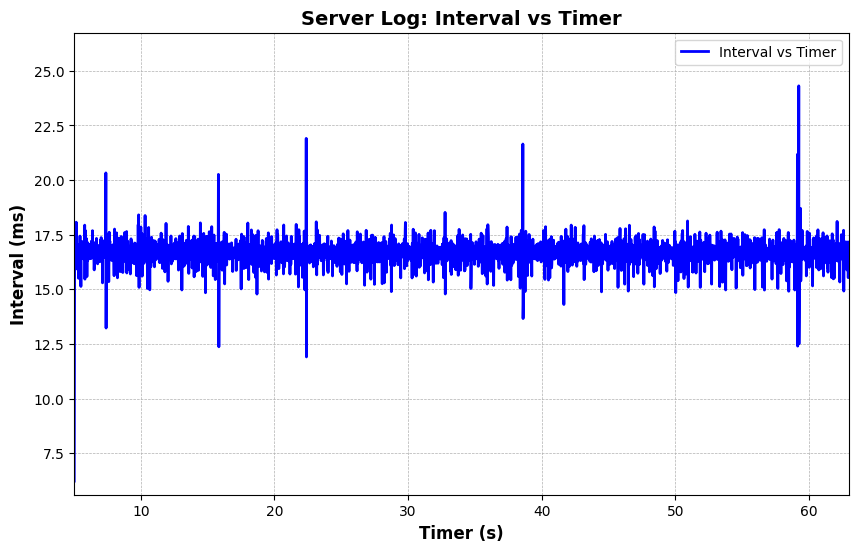 Server Log: Interval vs Timer
Interval vs Timer
25.0
22.5
20.0
17.5
15.0
12.5
10.0
7.5
Interval (ms)
10 20 30 40 50 60
Timer (s)